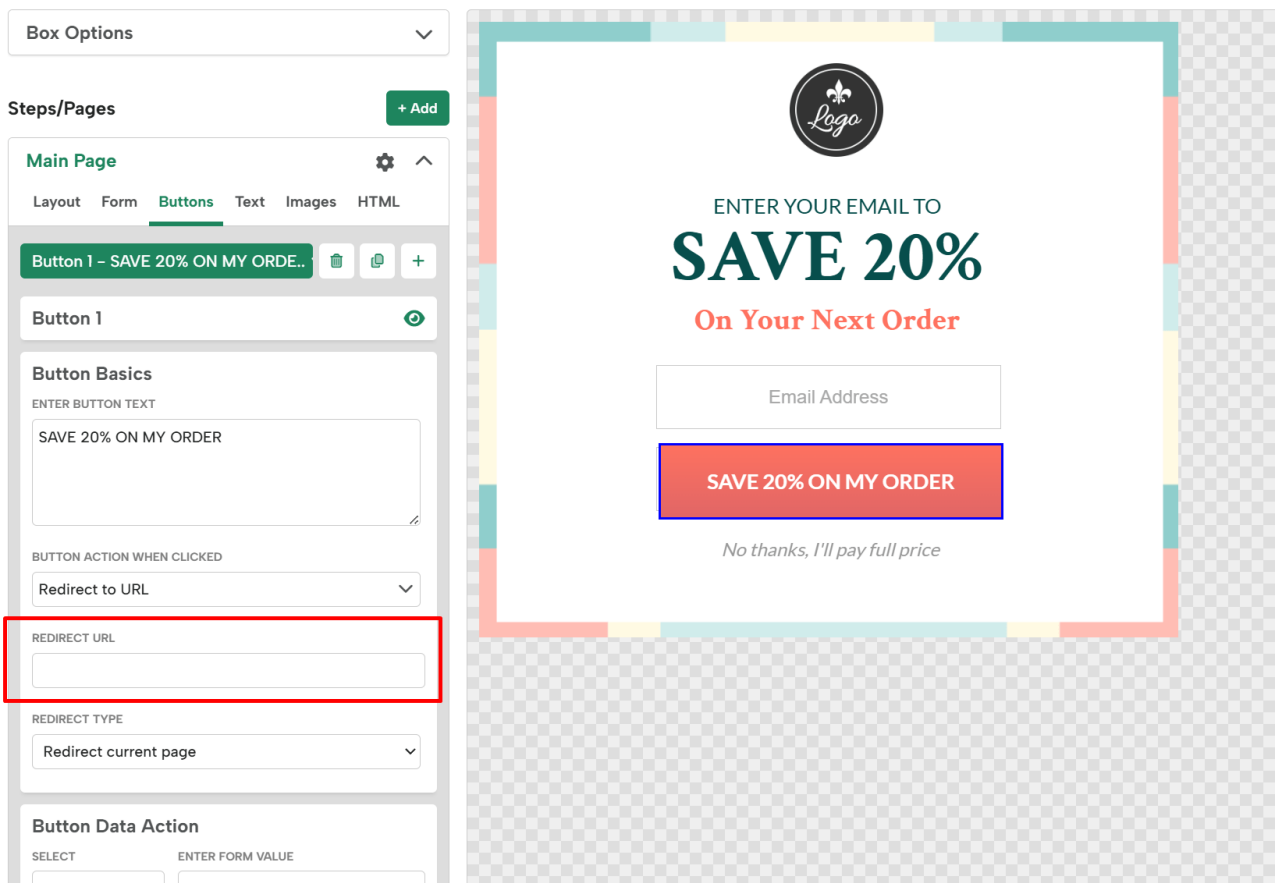 Box Options
Steps/Pages
+ Add
Main Page
Layout Form Buttons Text Images HTML
Button 1 - SAVE 20% ON MY ORDE..
+
Button 1
Button Basics
ENTER BUTTON TEXT
SAVE 20% ON MY ORDER
BUTTON ACTION WHEN CLICKED
Redirect to URL
REDIRECT URL
REDIRECT TYPE
Redirect current page
Button Data Action
SELECT ENTER FORM VALUE
Logo
ENTER YOUR EMAIL TO
SAVE 20%
On Your Next Order
Email Address
SAVE 20% ON MY ORDER
No thanks, I'll pay full price